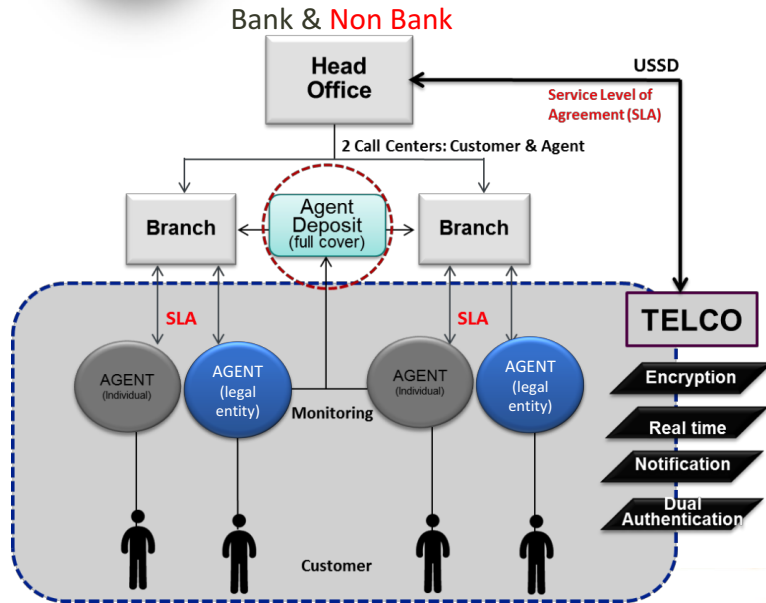 Bank & Non Bank
Head
Office
USSD
Service Level of
Agreement (SLA)
2 Call Centers: Customer & Agent
Branch
Agent
Deposit
(full cover)
Branch
SLA
SLA
TELCO
AGENT
(Individual)
AGENT
(legal
entity)
Monitoring
AGENT
(Individual)
AGENT
(legal
entity)
Encryption
Real time
Notification
Dual
Authentication
Customer